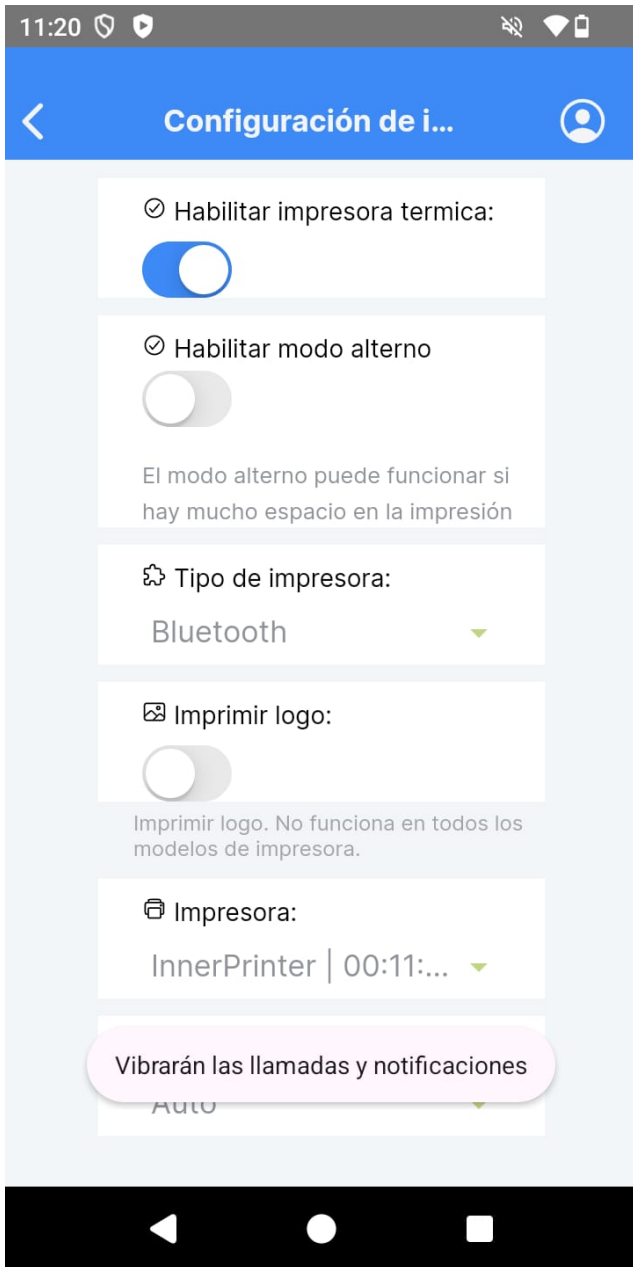 11:20
Configuración de i...
Habilitar impresora termica:
Habilitar modo alterno
El modo alterno puede funcionar si
hay mucho espacio en la impresión
Tipo de impresora:
Bluetooth
Imprimir logo:
Imprimir logo. No funciona en todos los
modelos de impresora.
Impresora:
InnerPrinter | 00:11:...
Vibrarán las llamadas y notificaciones
Auto